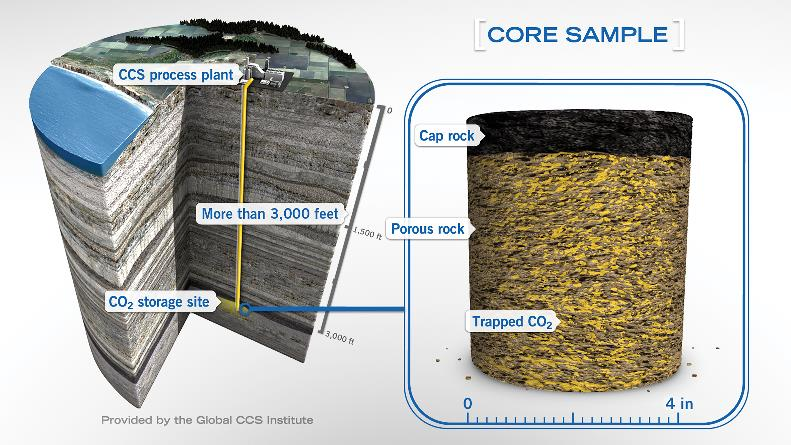 [CORE SAMPLE]
CCS process plant
0
Cap rock
More than 3,000 feet
1,500 ft
Porous rock
CO₂ storage site
Trapped CO₂
3,000 ft
0 4 in
Provided by the Global CCS Institute